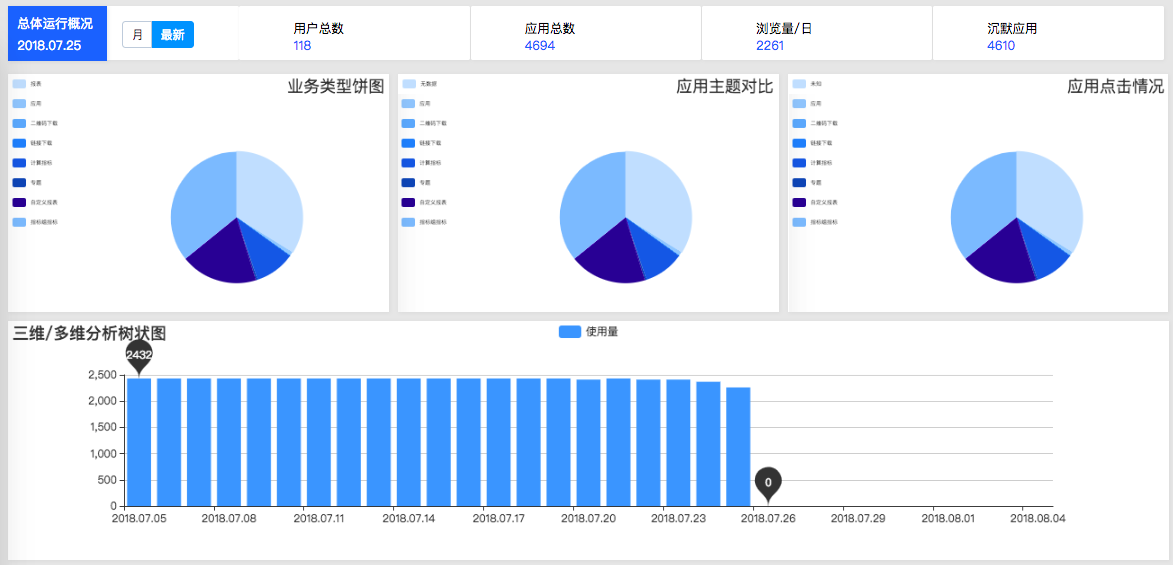 总体运行概况
2018.07.25
月 最新
用户总数
118
应用总数
4694
浏览量/日
2261
沉默应用
4610
业务类型饼图
报表
应用
二维码下载
链接下载
计算指标
专题
自定义报表
指标组指标
应用主题对比
无数据
应用
二维码下载
链接下载
计算指标
专题
自定义报表
指标组指标
应用点击情况
未知
应用
二维码下载
链接下载
计算指标
专题
自定义报表
指标组指标
三维/多维分析树状图
使用量
2432
2,500
2,000
1,500
1,000
500
0
0
2018.07.05 2018.07.08 2018.07.11 2018.07.14 2018.07.17 2018.07.20 2018.07.23 2018.07.26 2018.07.29 2018.08.01 2018.08.04